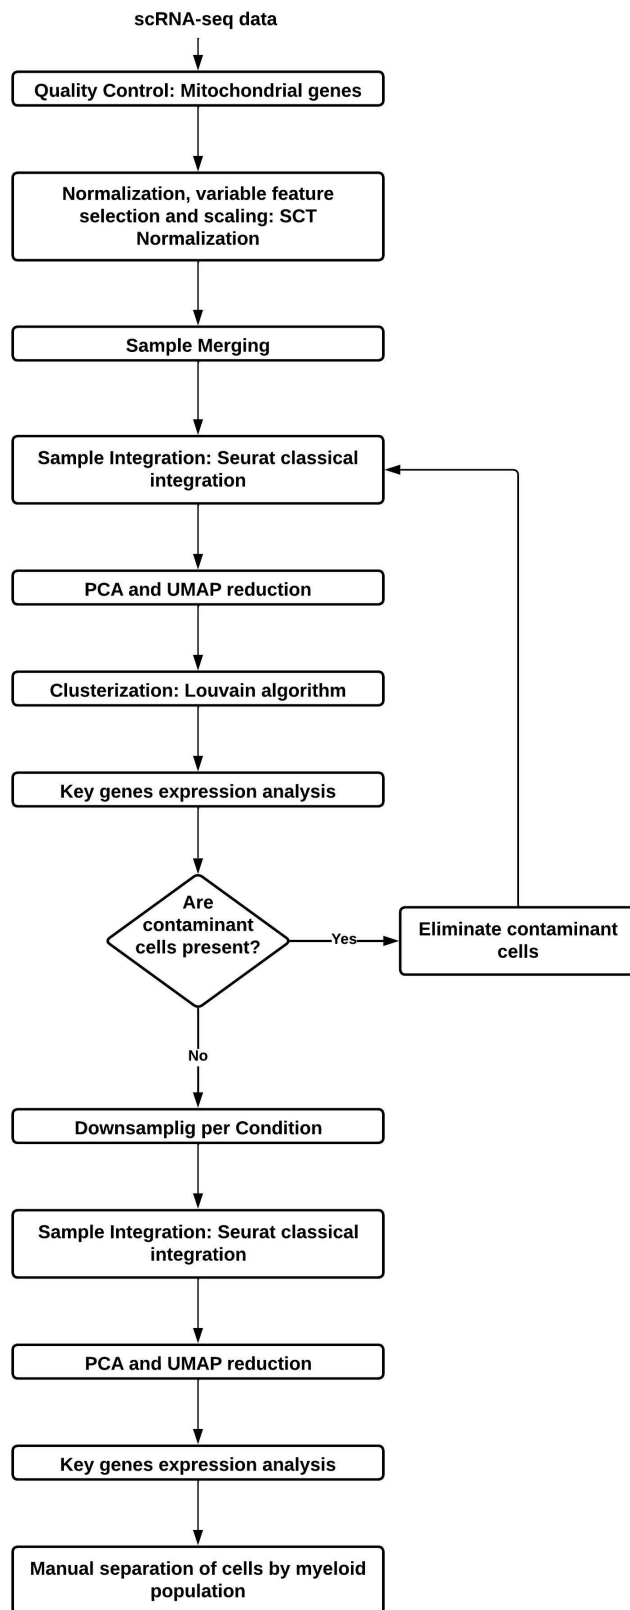 scRNA-seq data
Quality Control: Mitochondrial genes
Normalization, variable feature
selection and scaling: SCT
Normalization
Sample Merging
Sample Integration: Seurat classical
integration
PCA and UMAP reduction
Clusterization: Louvain algorithm
Key genes expression analysis
Are
contaminant
cells present?
Yes
Eliminate contaminant
cells
No
Downsamplig per Condition
Sample Integration: Seurat classical
integration
PCA and UMAP reduction
Key genes expression analysis
Manual separation of cells by myeloid
population